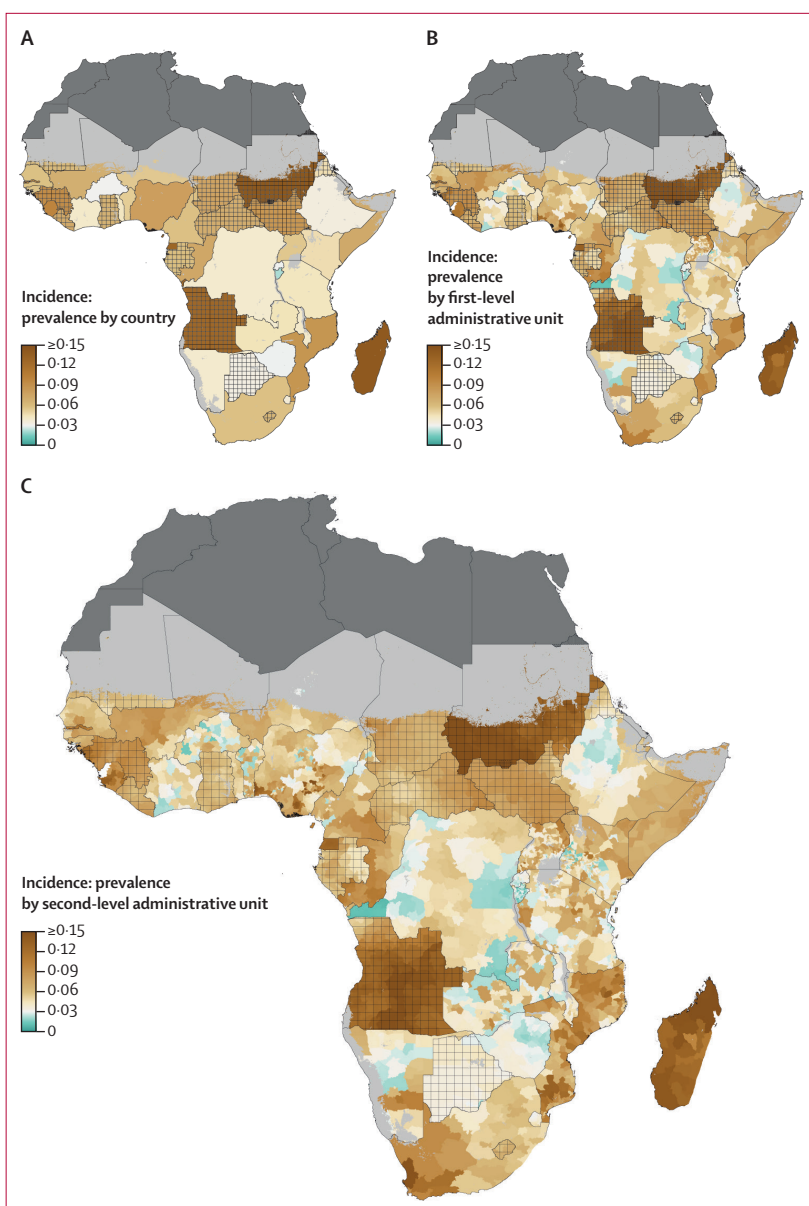 A
B
Incidence:
prevalence by country
≥0·15
0·12
0·09
0·06
0·03
0
Incidence:
prevalence
by first-level
administrative unit
≥0·15
0·12
0·09
0·06
0·03
0
C
Incidence: prevalence
by second-level administrative unit
≥0·15
0·12
0·09
0·06
0·03
0